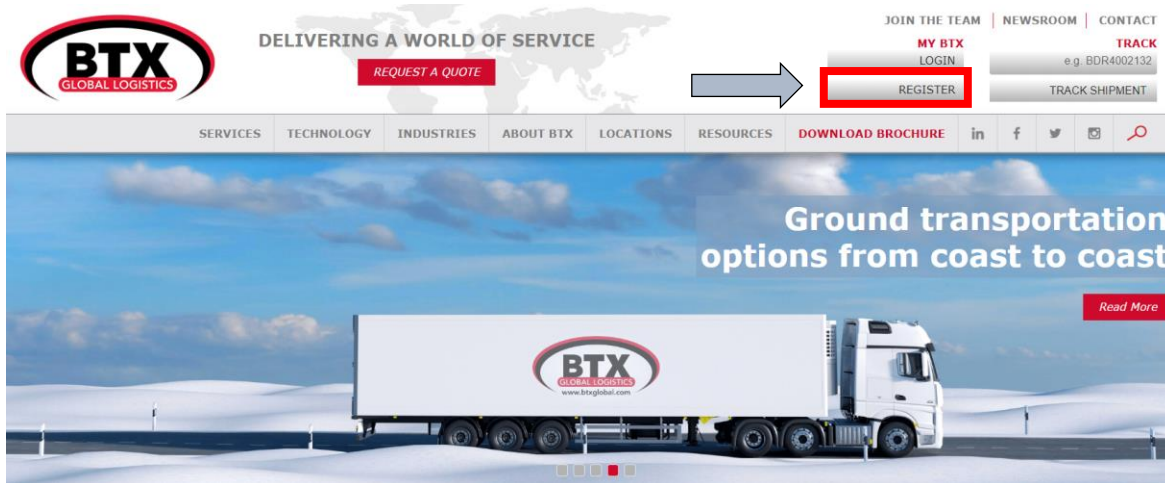 BTX
GLOBAL LOGISTICS
DELIVERING A WORLD OF SERVICE
REQUEST A QUOTE
JOIN THE TEAM | NEWSROOM | CONTACT
MY BTX
LOGIN
REGISTER
TRACK
e.g. BDR4002132
TRACK SHIPMENT
SERVICES TECHNOLOGY INDUSTRIES ABOUT BTX LOCATIONS RESOURCES DOWNLOAD BROCHURE in f
Ground transportation
options from coast to coast
Read More
BTX
GLOBAL LOGISTICS
www.btxglobal.com